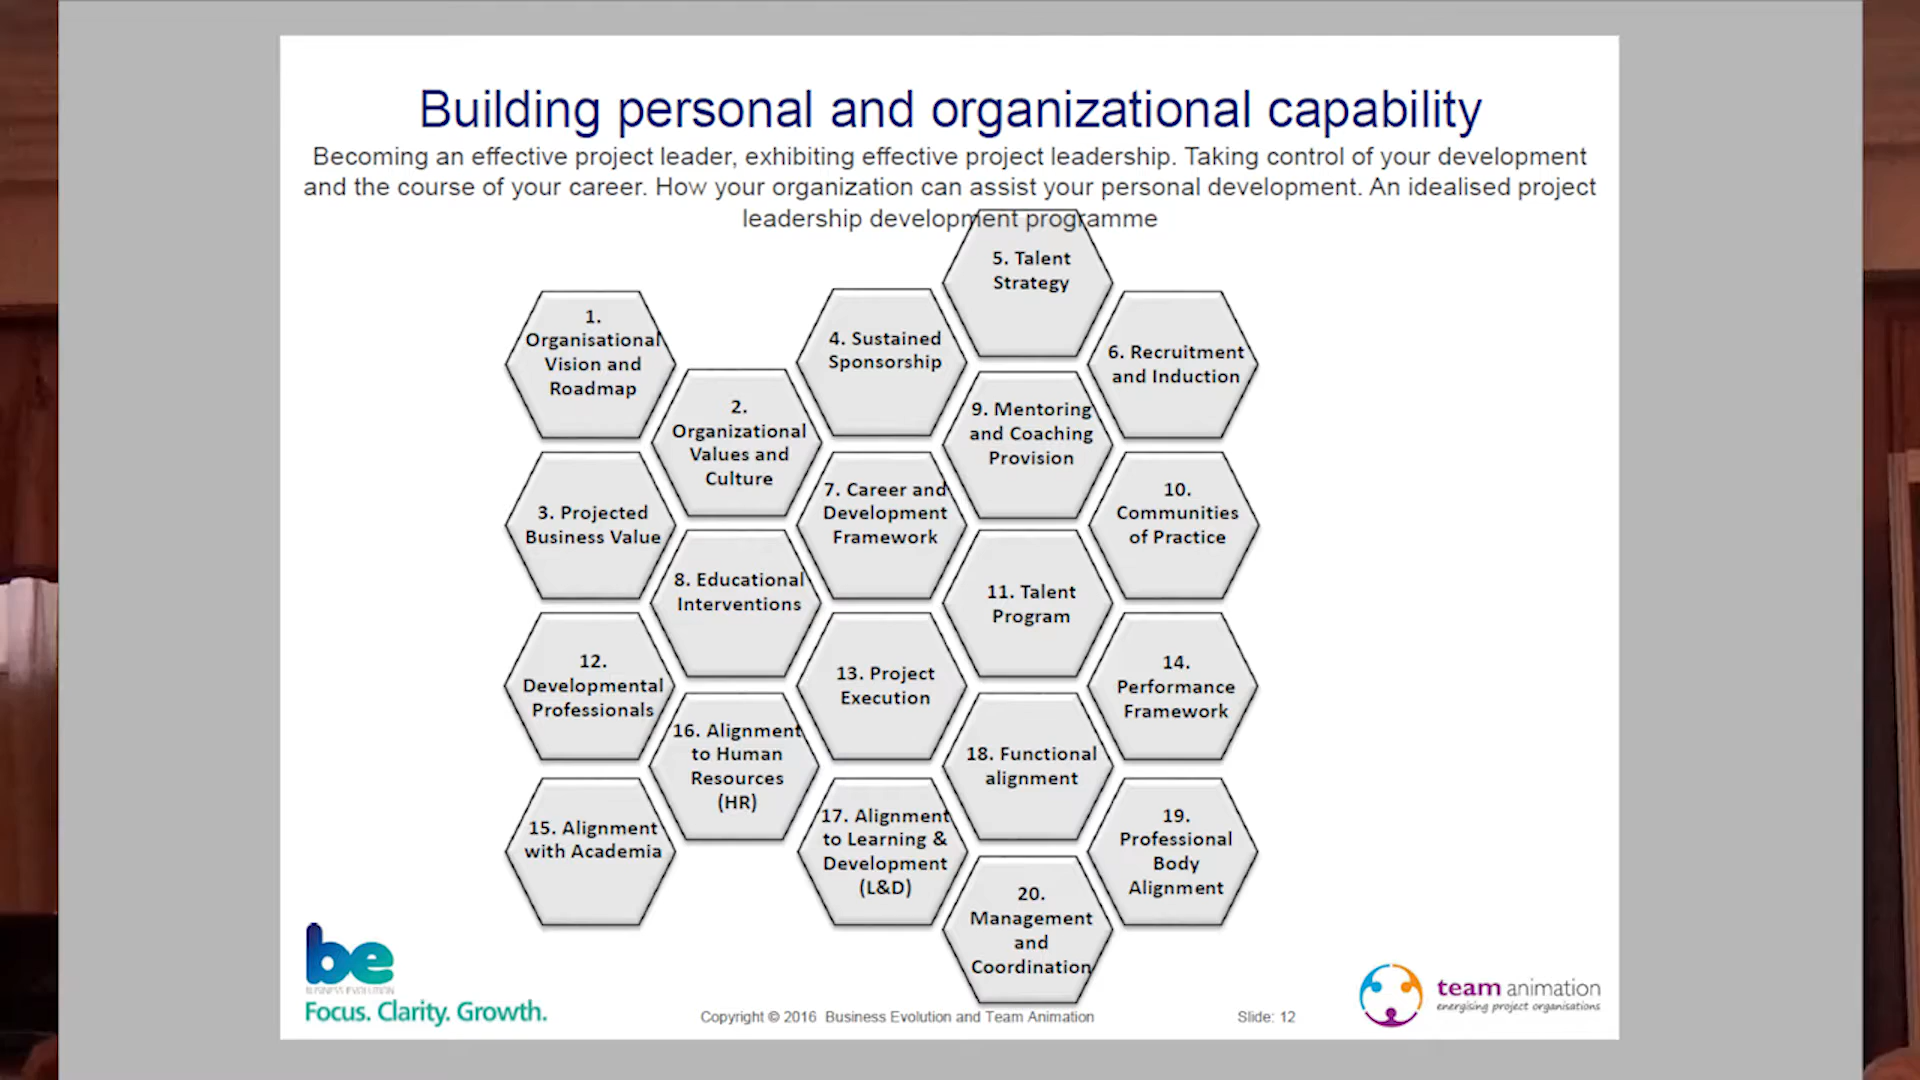 Building personal and organizational capability
Becoming an effective project leader, exhibiting effective project leadership. Taking control of your development
and the course of your career. How your organization can assist your personal development. An idealised project
leadership development programme
1.
Organisational
Vision and
Roadmap
2.
Organizational
Values and
Culture
3. Projected
Business Value
4. Sustained
Sponsorship
5. Talent
Strategy
6. Recruitment
and Induction
7. Career and
Development
Framework
8. Educational
Interventions
9. Mentoring
and Coaching
Provision
10.
Communities
of Practice
11. Talent
Program
12.
Developmental
Professionals
13. Project
Execution
14.
Performance
Framework
15. Alignment
with Academia
16. Alignment
to Human
Resources
(HR)
17. Alignment
to Learning &
Development
(L&D)
18. Functional
alignment
19.
Professional
Body
Alignment
20.
Management
and
Coordination
be
BUSINESS EVOLUTION
Focus. Clarity. Growth.
Copyright © 2016 Business Evolution and Team Animation
Slide: 12
team animation
energising project organisations